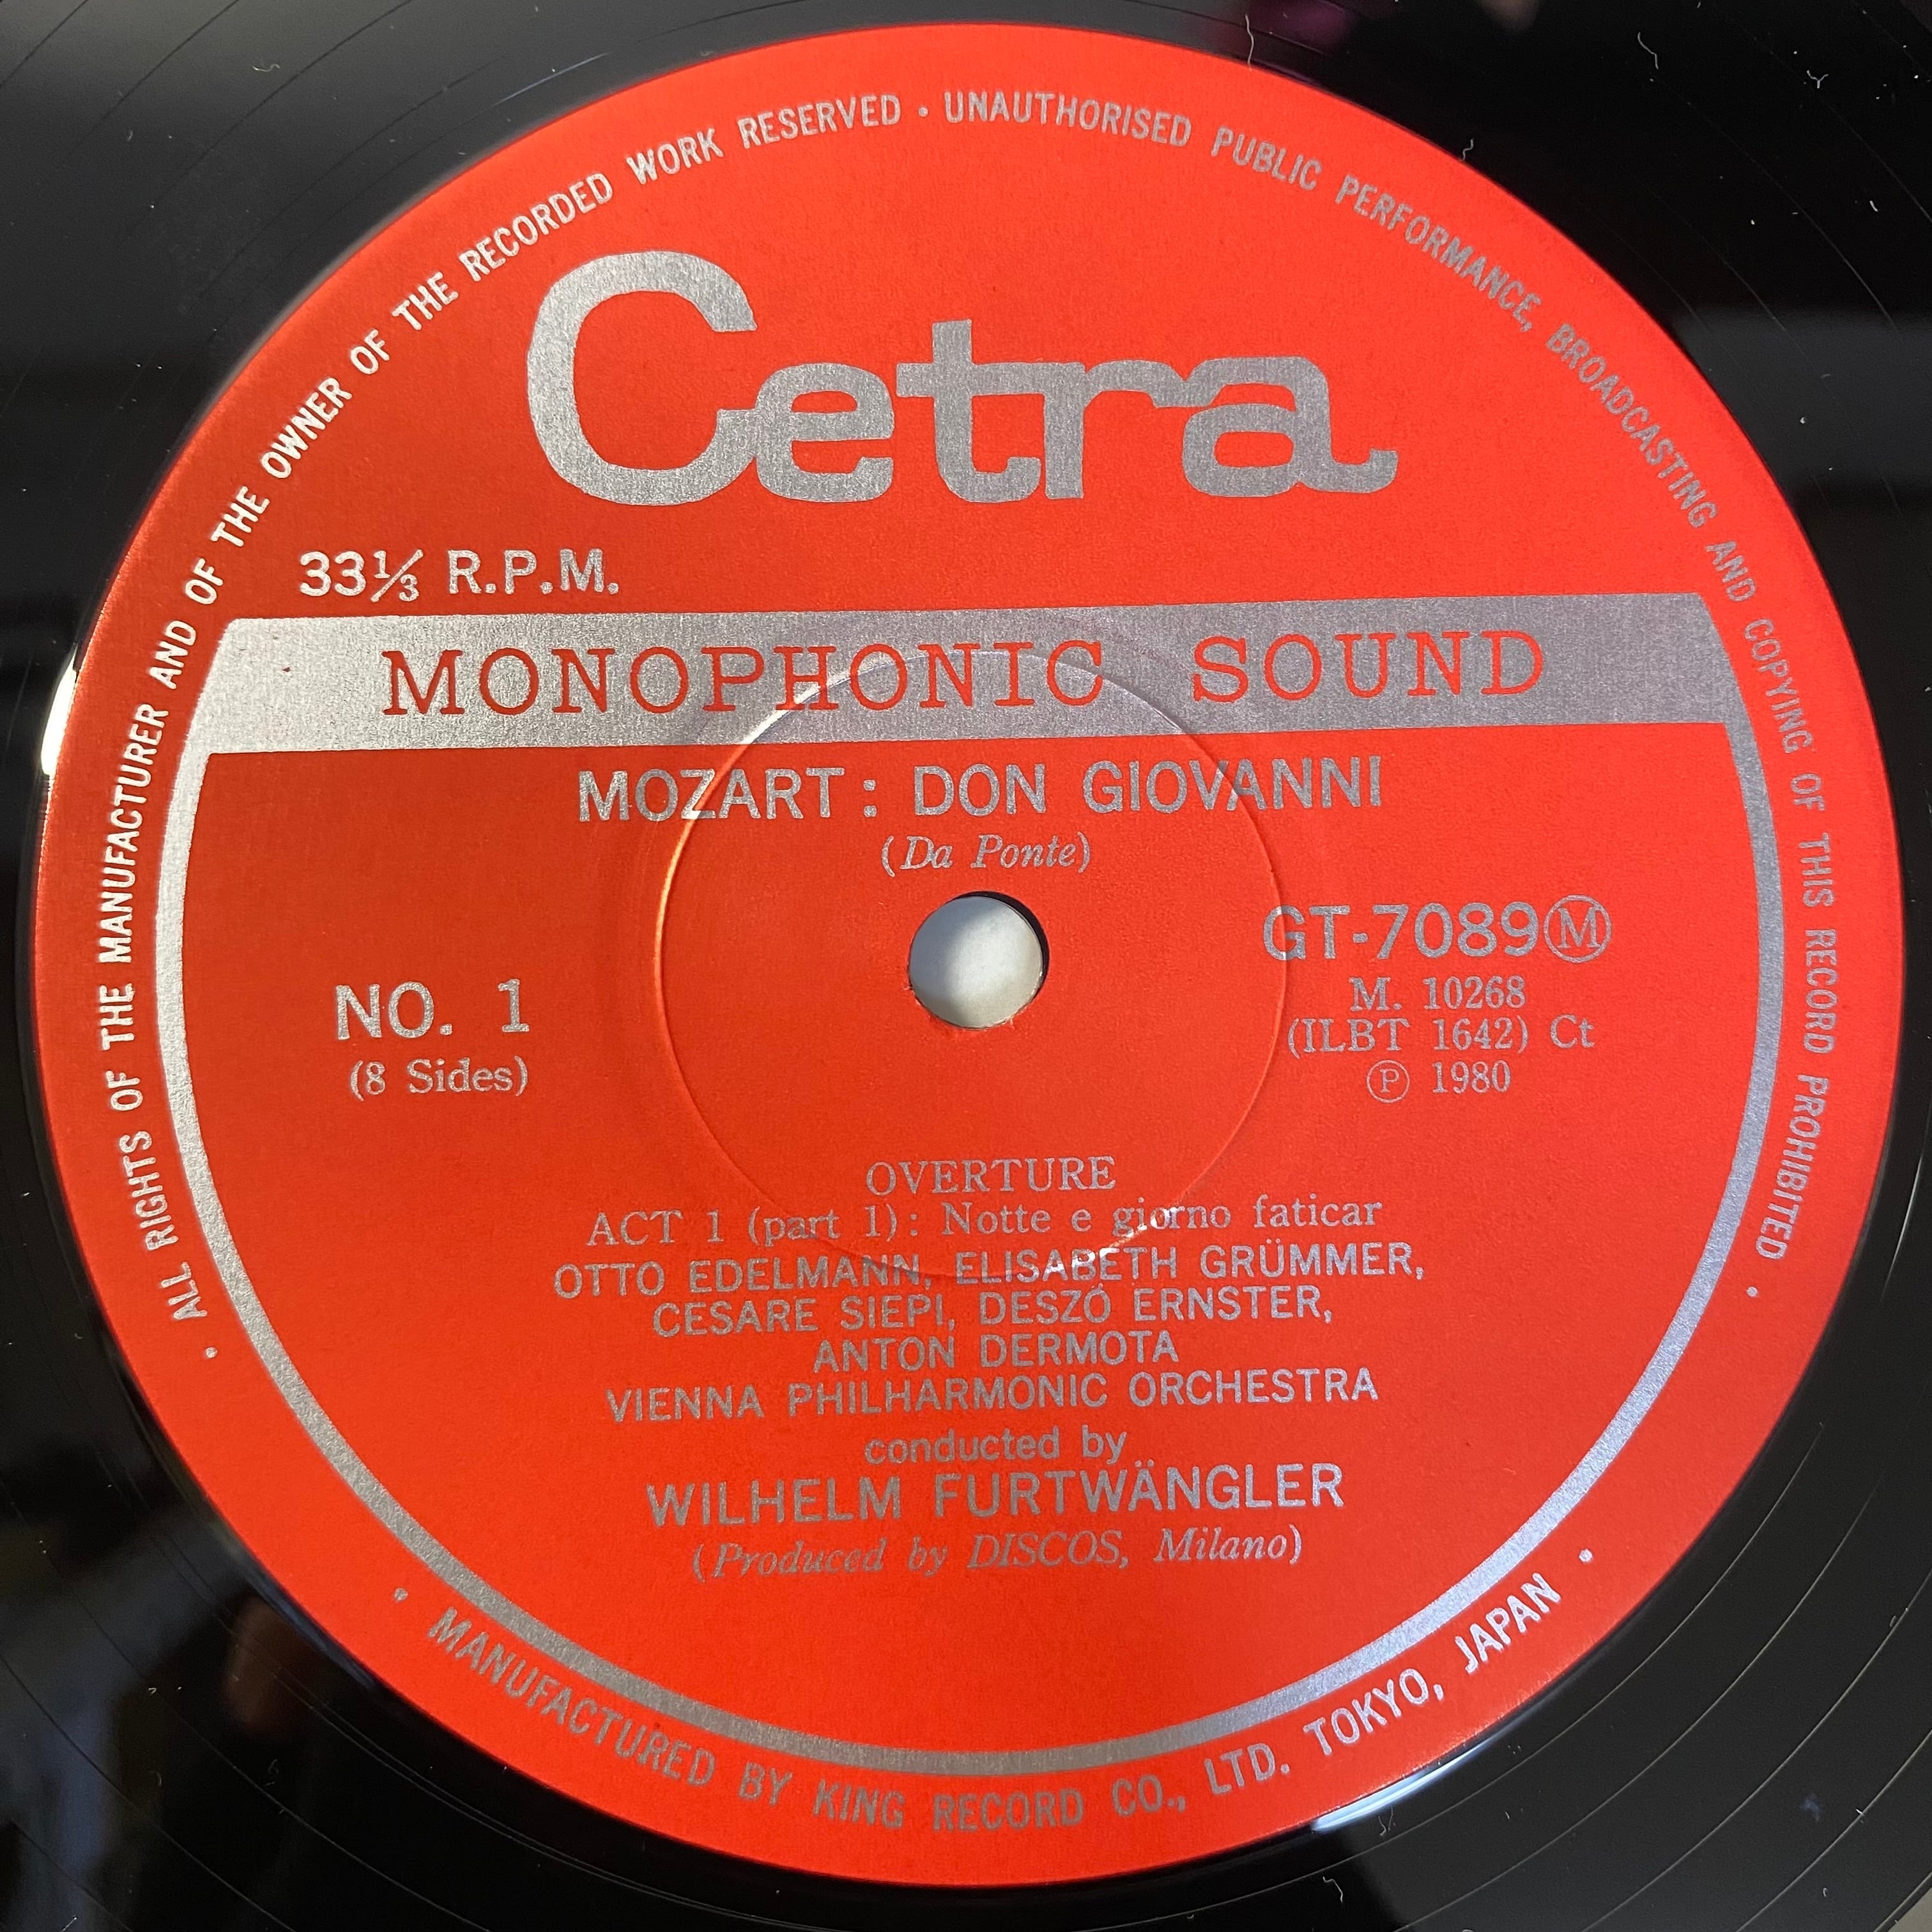 · ALL RIGHTS OF THE MANUFACTURER AND OF THE OWNER OF THE RECORDED WORK RESERVED · UNAUTHORISED PUBLIC PERFORMANCE, BROADCASTING AND COPYING OF THIS RECORD PROHIBITED ·
Cetra
33⅓ R.P.M.
MONOPHONIC SOUND
MOZART: DON GIOVANNI
(Da Ponte)
GT-7089Ⓜ
M. 10268
(ILBT 1642) Ct
Ⓟ 1980
NO. 1
(8 Sides)
OVERTURE
ACT 1 (part 1): Notte e giorno faticar
OTTO EDELMANN, ELISABETH GRÜMMER,
CESARE SIEPI, DESZÓ ERNSTER,
ANTON DERMOTA
VIENNA PHILHARMONIC ORCHESTRA
conducted by
WILHELM FURTWÄNGLER
(Produced by DISCOS, Milano)
· MANUFACTURED BY KING RECORD CO., LTD. TOKYO, JAPAN ·